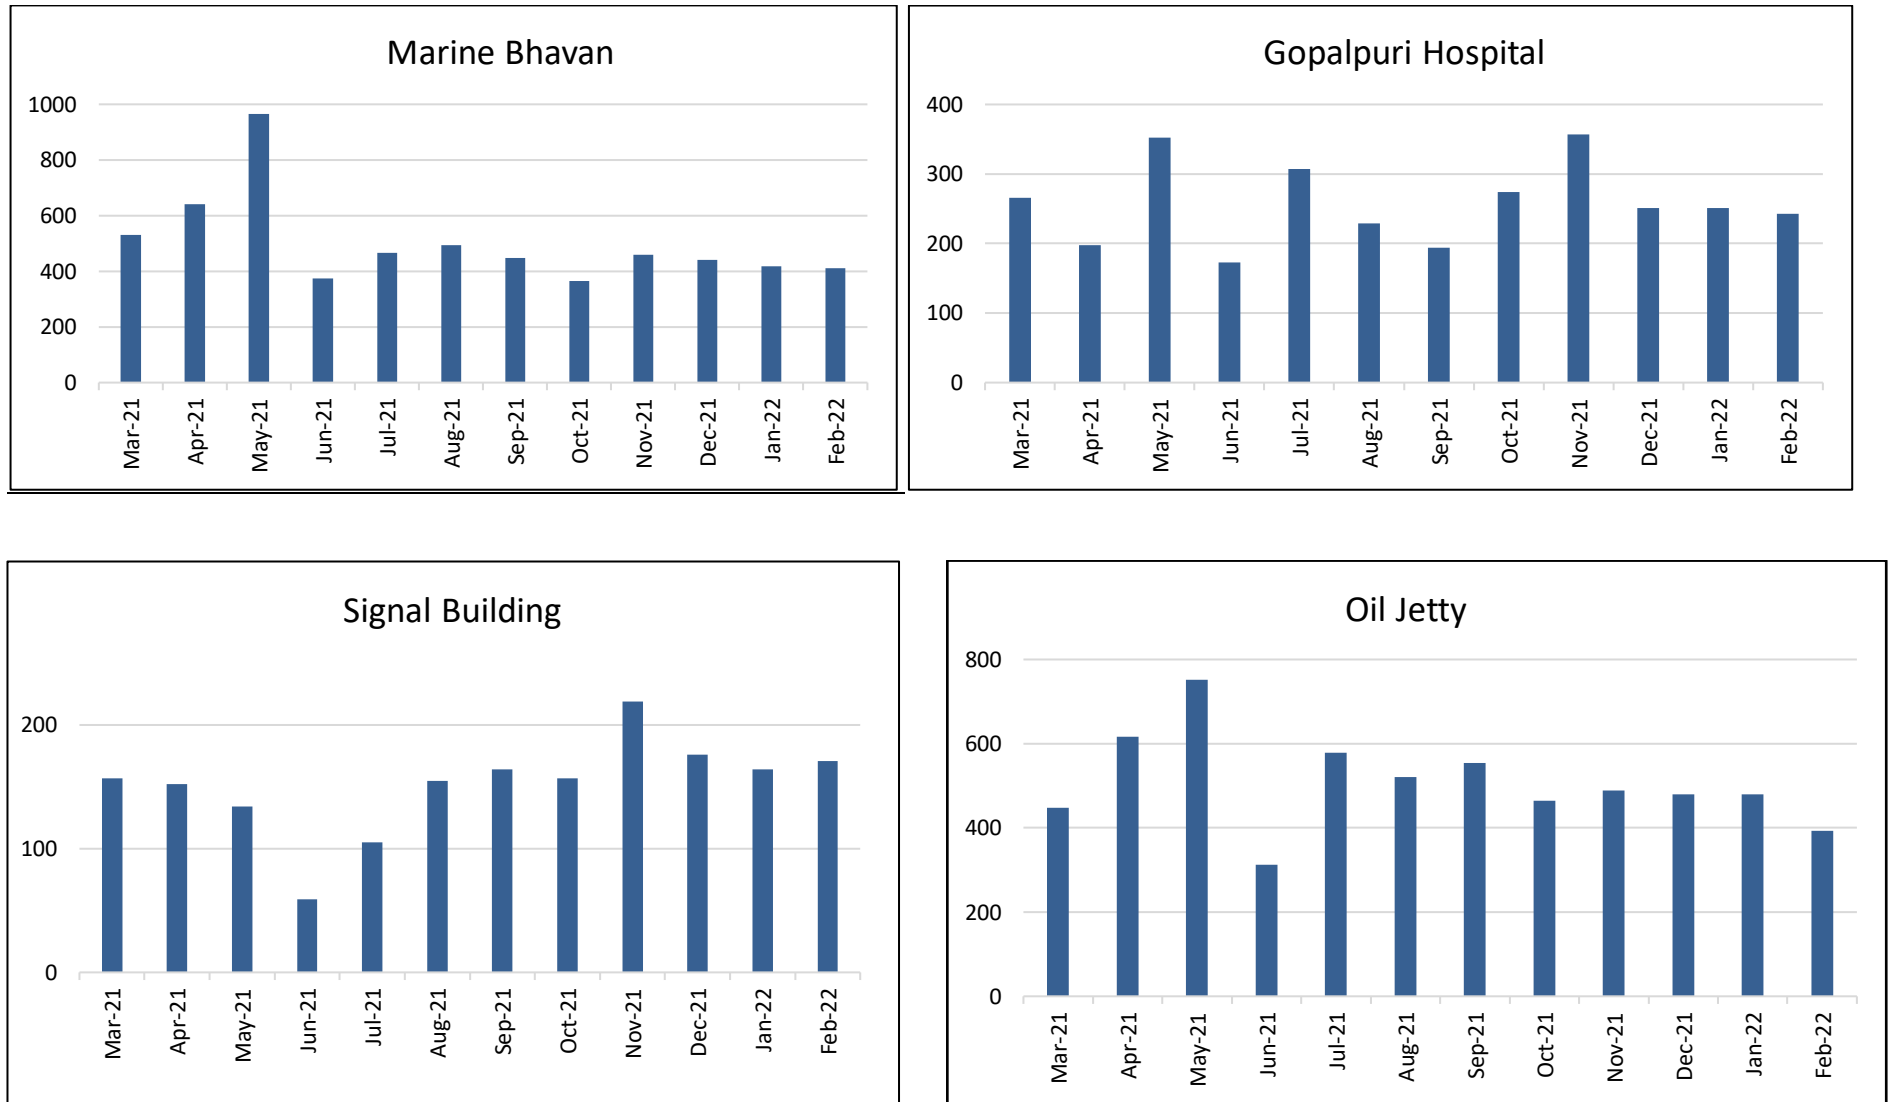 Marine Bhavan
1000
800
600
400
200
0
Mar-21
Apr-21
May-21
Jun-21
Jul-21
Aug-21
Sep-21
Oct-21
Nov-21
Dec-21
Jan-22
Feb-22
Gopalpuri Hospital
400
300
200
100
0
Mar-21
Apr-21
May-21
Jun-21
Jul-21
Aug-21
Sep-21
Oct-21
Nov-21
Dec-21
Jan-22
Feb-22
Signal Building
200
100
0
Mar-21
Apr-21
May-21
Jun-21
Jul-21
Aug-21
Sep-21
Oct-21
Nov-21
Dec-21
Jan-22
Feb-22
Oil Jetty
800
600
400
200
0
Mar-21
Apr-21
May-21
Jun-21
Jul-21
Aug-21
Sep-21
Oct-21
Nov-21
Dec-21
Jan-22
Feb-22